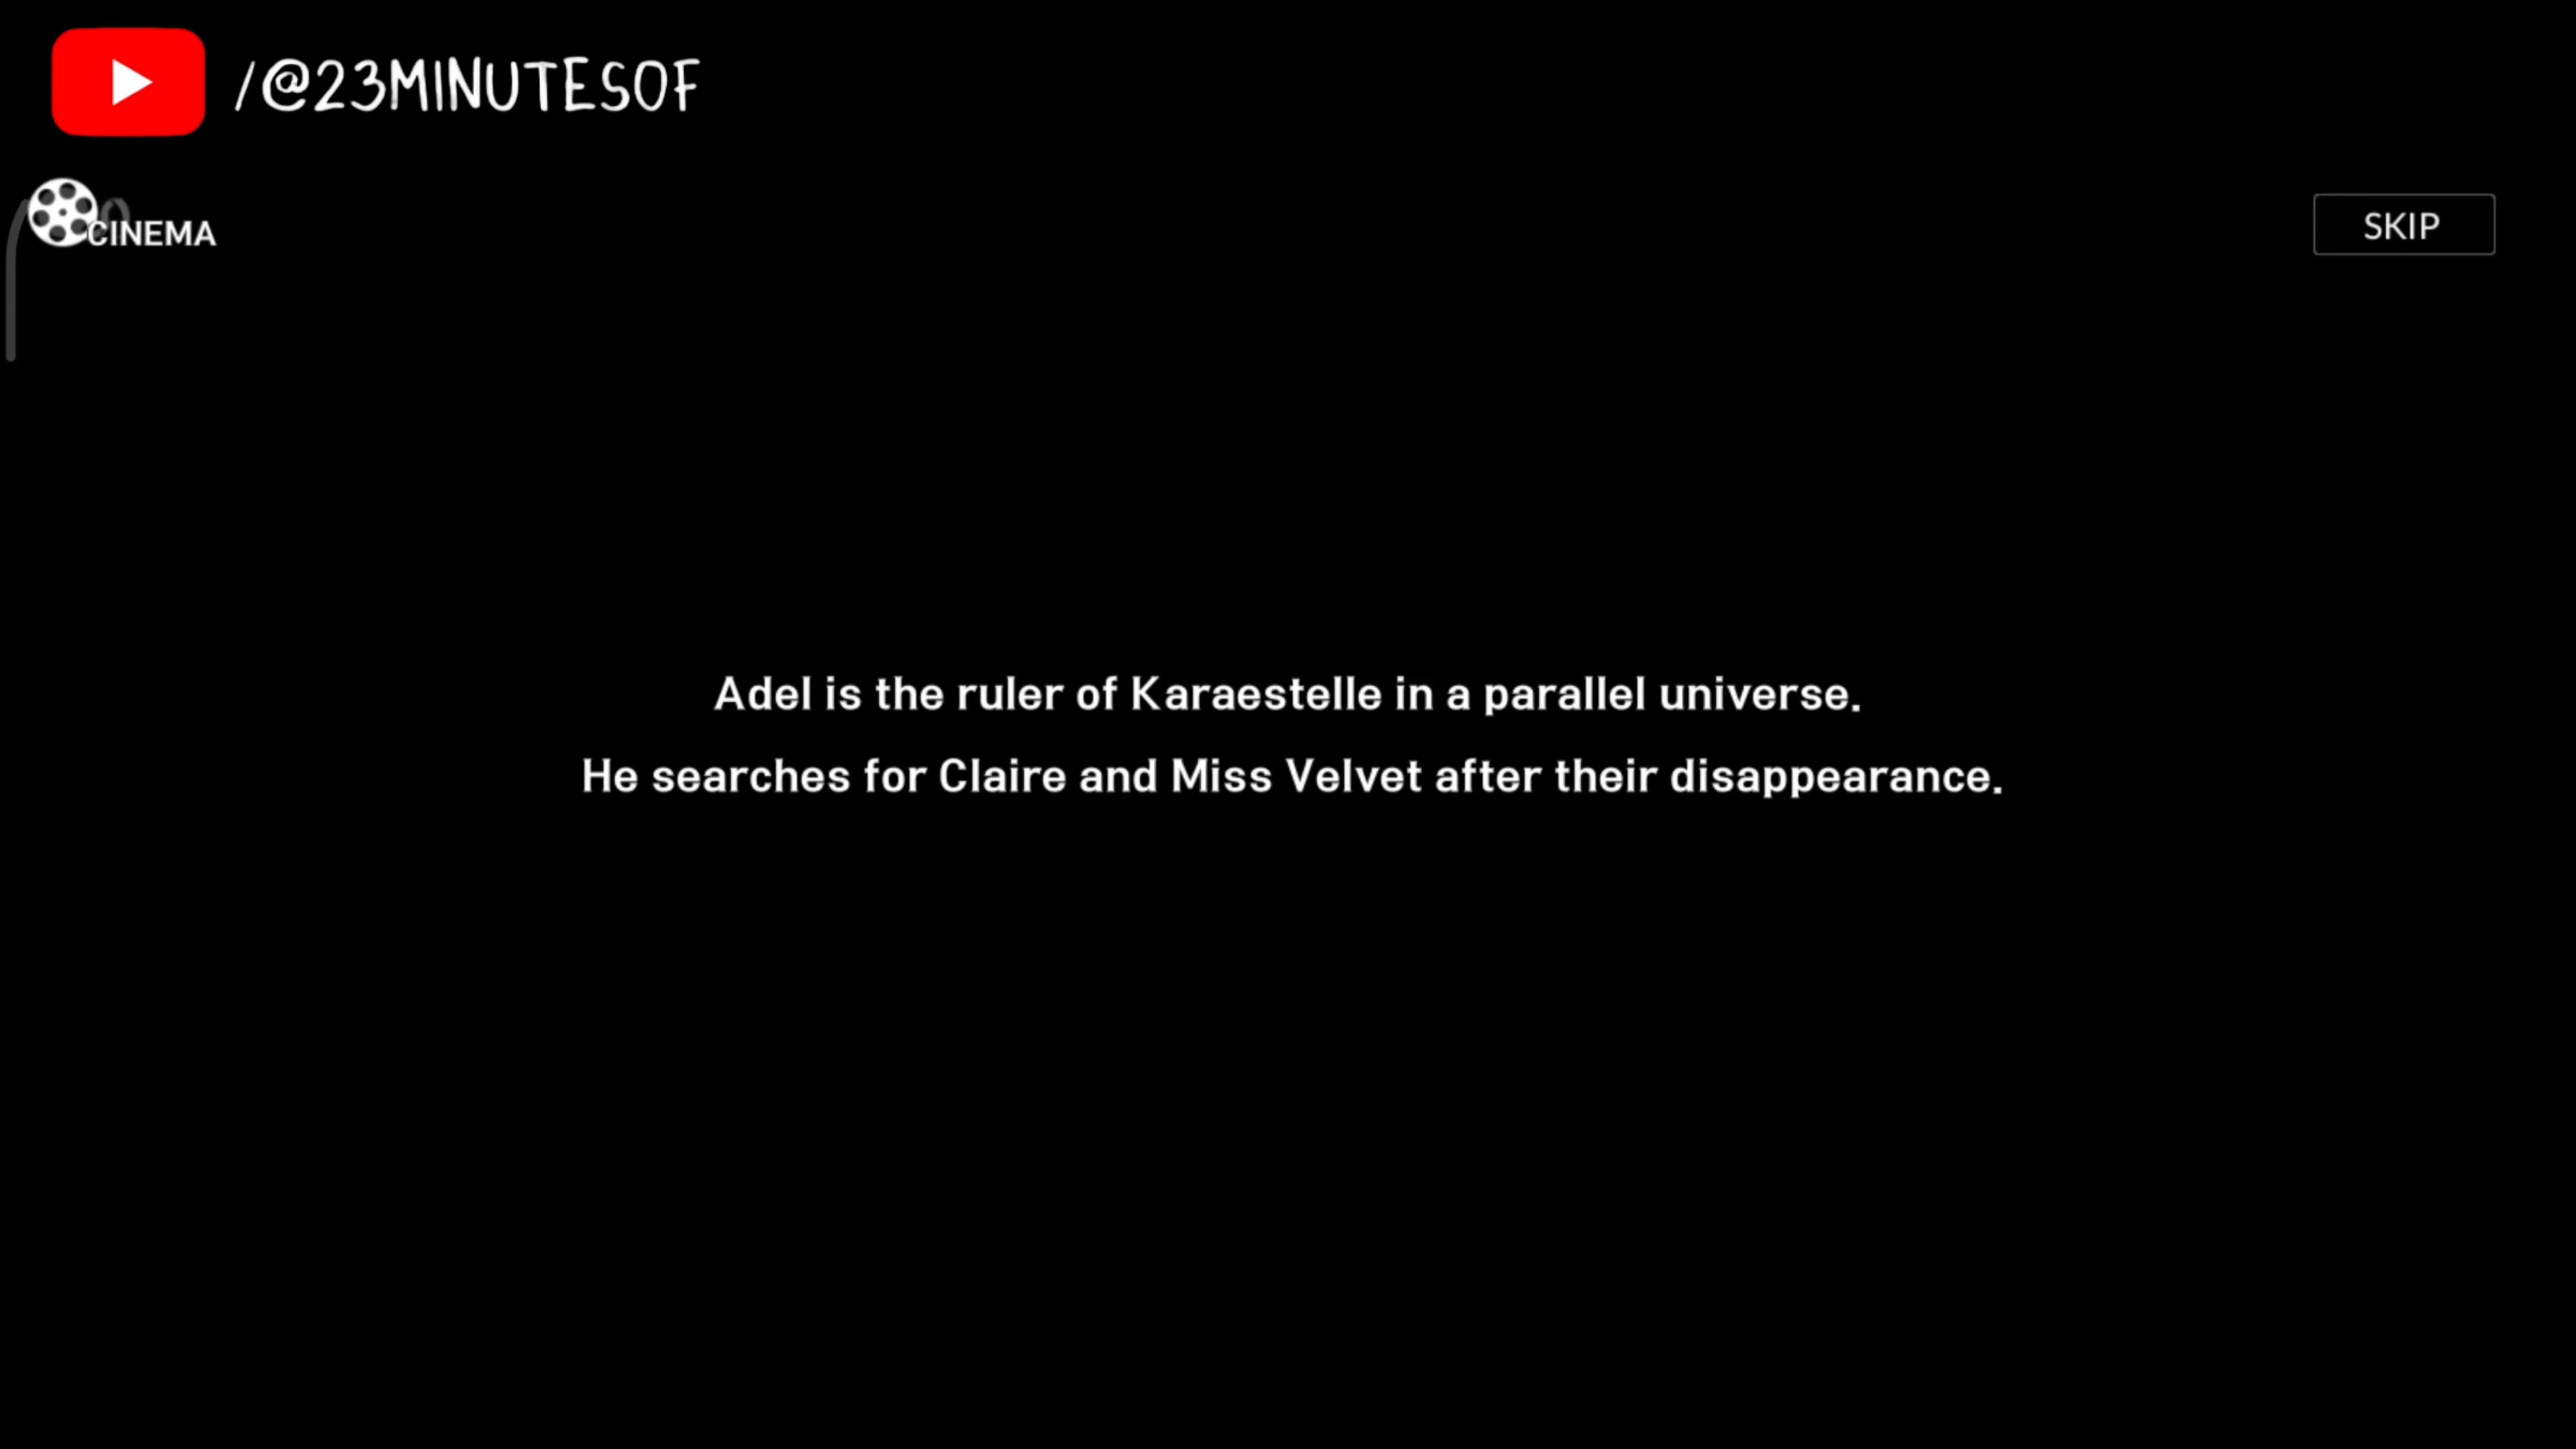 /@23MINUTESOF
CINEMA
SKIP
Adel is the ruler of Karaestelle in a parallel universe.
He searches for Claire and Miss Velvet after their disappearance.